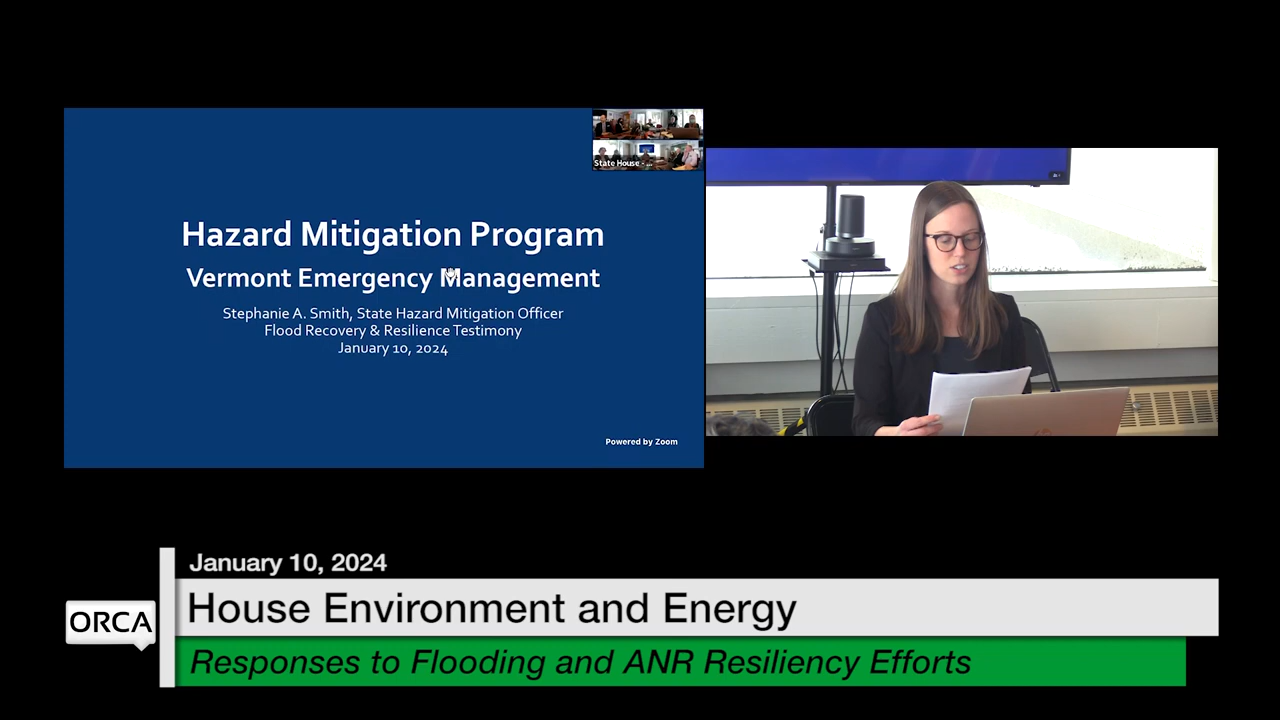 State House - ...
Hazard Mitigation Program
Vermont Emergency Management
Stephanie A. Smith, State Hazard Mitigation Officer
Flood Recovery & Resilience Testimony
January 10, 2024
Powered by Zoom
January 10, 2024
House Environment and Energy
ORCA
Responses to Flooding and ANR Resiliency Efforts